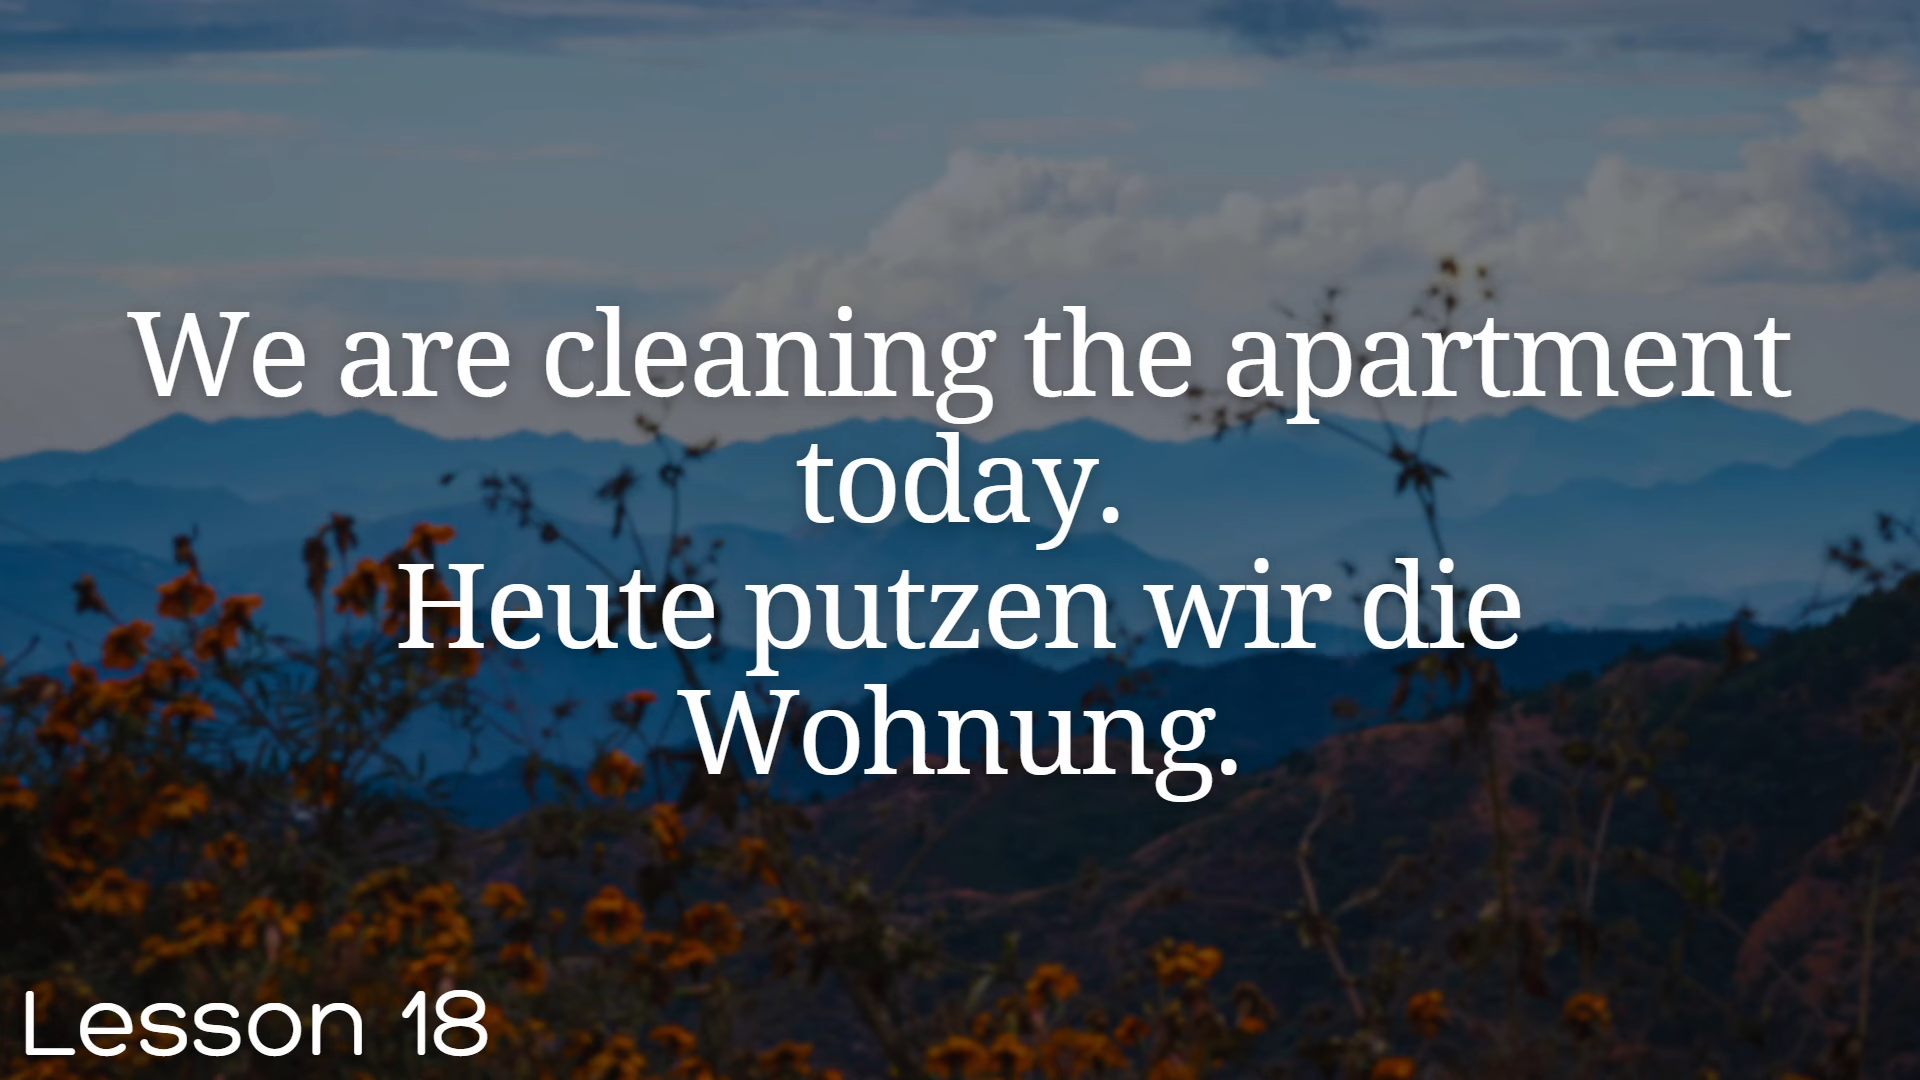 We are cleaning the apartment
today.
Heute putzen wir die
Wohnung.
Lesson 18